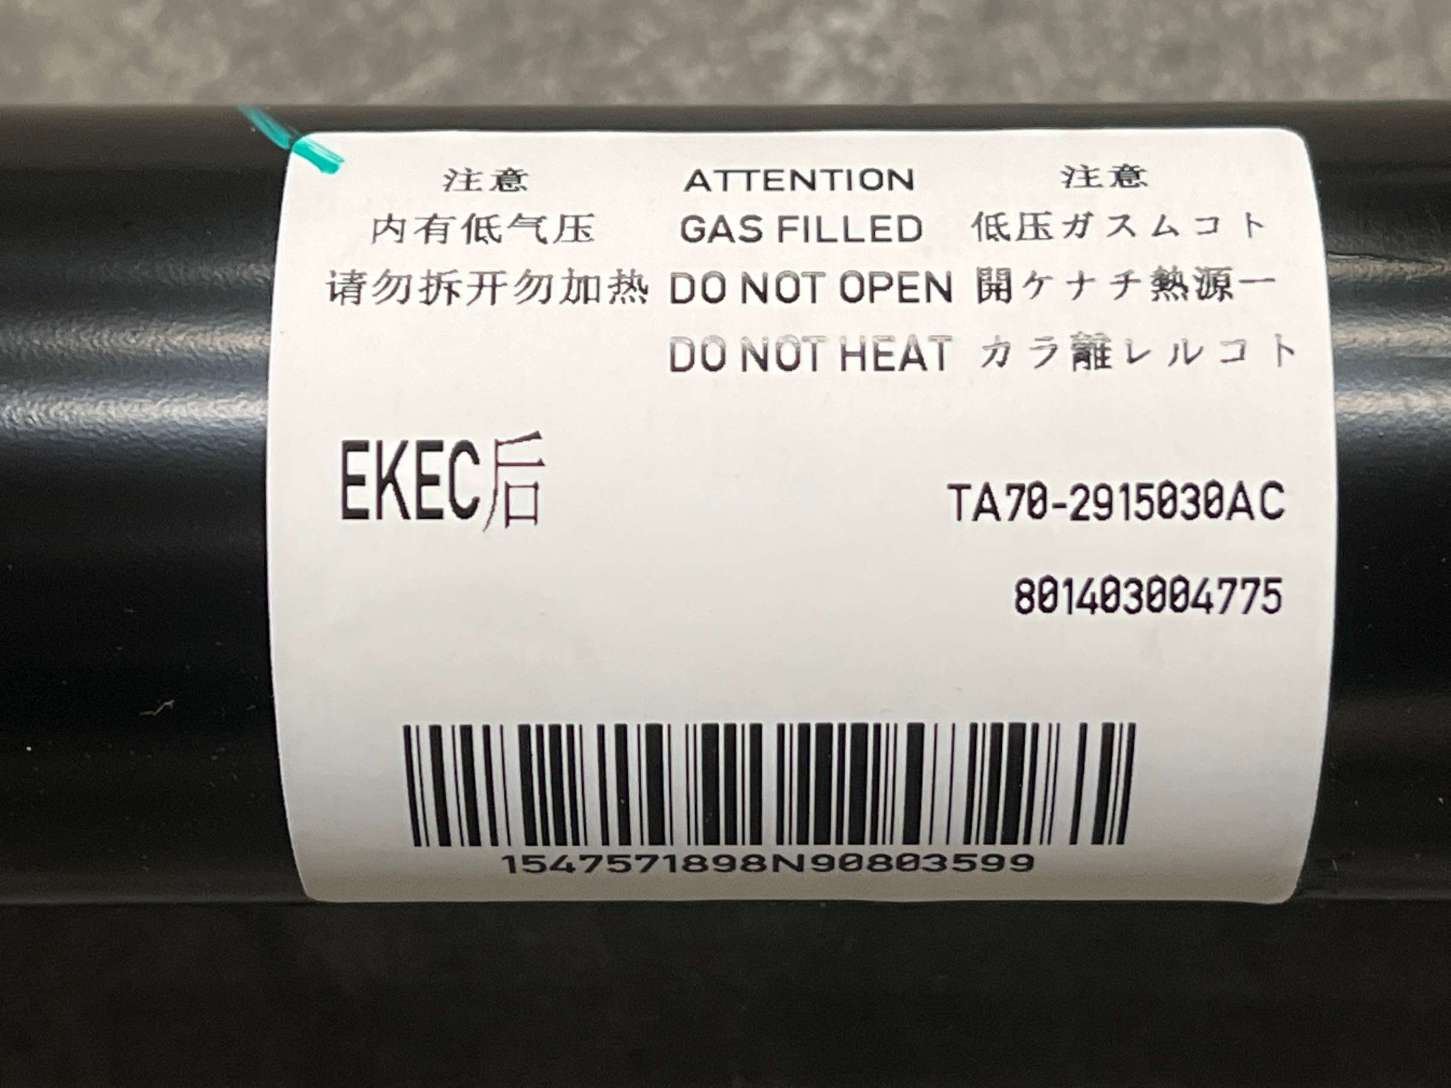 注意
内有低气压
请勿拆开勿加热
ATTENTION
GAS FILLED
DO NOT OPEN
DO NOT HEAT
注意
低圧ガスムコト
開ケナチ熱源一
カラ離レルコト
EKEC后
TA70-2915030AC
801403004775
1547571898N90803599